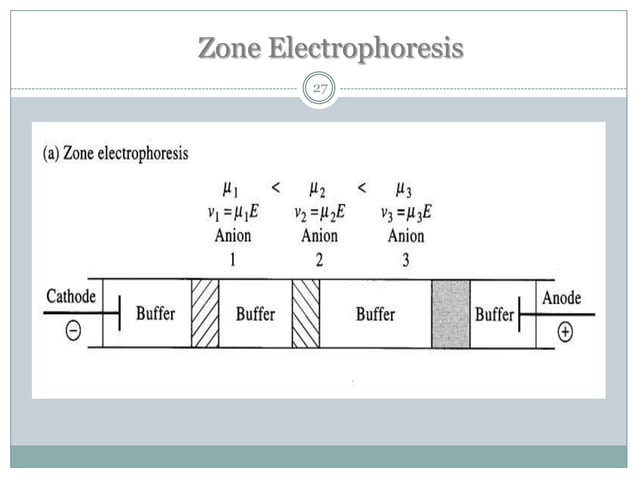 Zone Electrophoresis
27
(a) Zone electrophoresis
μ₁ < μ₂ < μ₃
v₁ = μ₁E v₂ = μ₂E v₃ = μ₃E
Anion Anion Anion
1 2 3
Cathode Anode
Buffer Buffer Buffer Buffer
− +